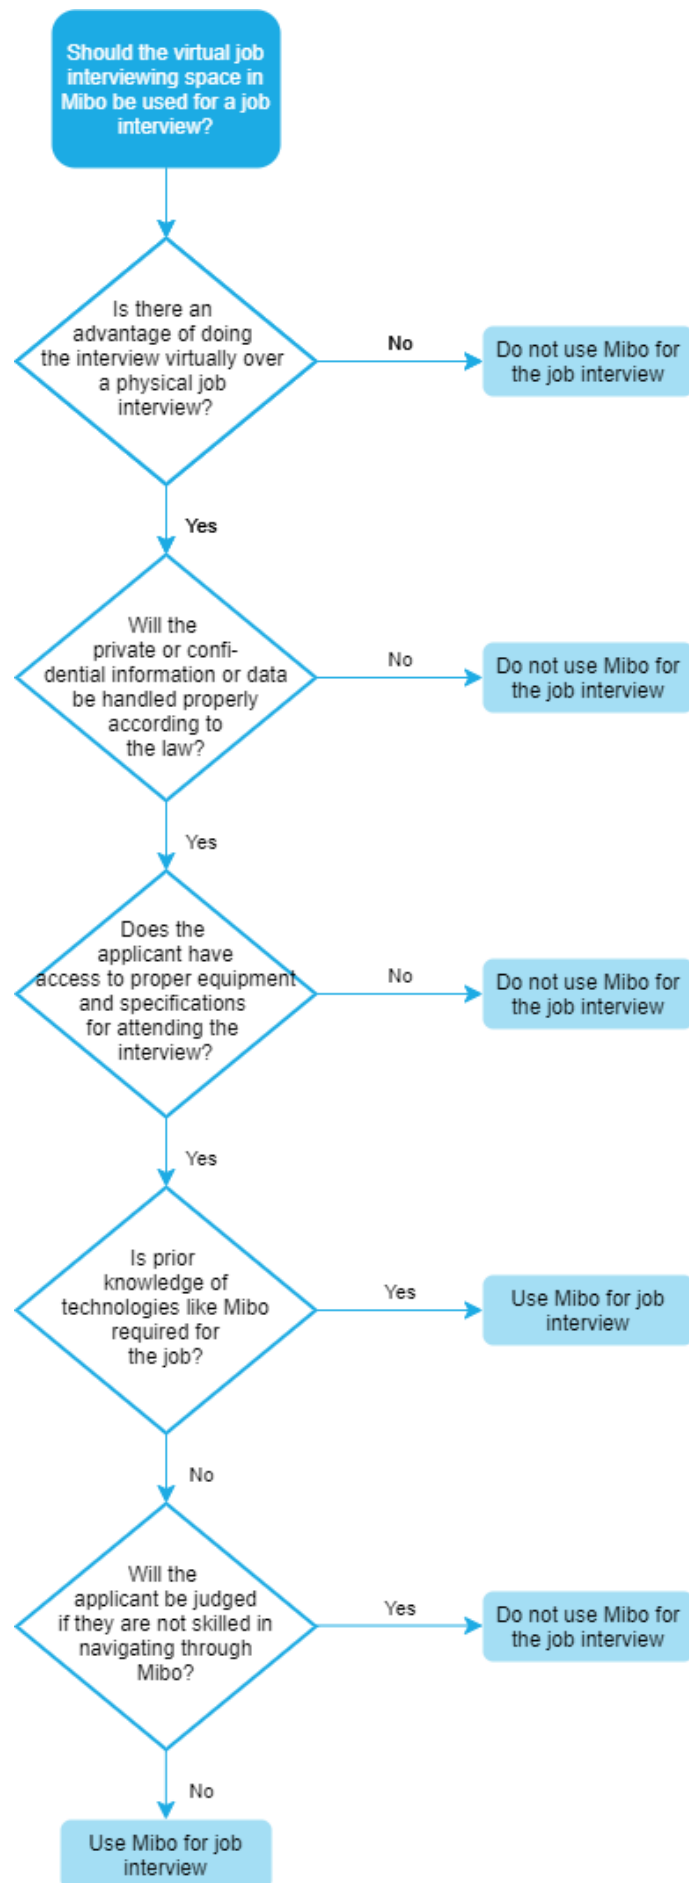 Should the virtual job
interviewing space in
Mibo be used for a job
interview?
Is there an
advantage of doing
the interview virtually over
a physical job
interview?
No
Do not use Mibo for
the job interview
Yes
Will the
private or confi-
dential information or data
be handled properly
according to
the law?
No
Do not use Mibo for
the job interview
Yes
Does the
applicant have
access to proper equipment
and specifications
for attending the
interview?
No
Do not use Mibo for
the job interview
Yes
Is prior
knowledge of
technologies like Mibo
required for
the job?
Yes
Use Mibo for job
interview
No
Will the
applicant be judged
if they are not skilled in
navigating through
Mibo?
Yes
Do not use Mibo for
the job interview
No
Use Mibo for job
interview